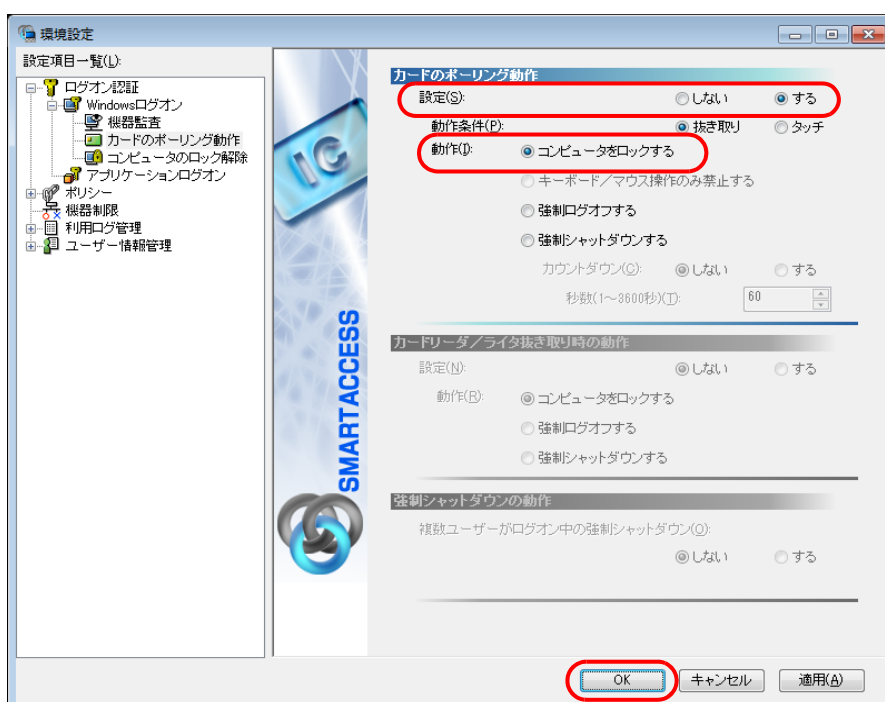 環境設定
設定項目一覧(L):
ログオン認証
Windowsログオン
機器監査
カードのポーリング動作
コンピュータのロック解除
アプリケーションログオン
ポリシー
機器制限
利用ログ管理
ユーザー情報管理
IC
SMARTACCESS
カードのポーリング動作
設定(S): しない する
動作条件(P): 抜き取り タッチ
動作(I): コンピュータをロックする
キーボード/マウス操作のみ禁止する
強制ログオフする
強制シャットダウンする
カウントダウン(C): しない する
秒数(1~3600秒)(T): 60
カードリーダ/ライタ抜き取り時の動作
設定(N): しない する
動作(R): コンピュータをロックする
強制ログオフする
強制シャットダウンする
強制シャットダウンの動作
複数ユーザーがログオン中の強制シャットダウン(O):
しない する
OK キャンセル 適用(A)